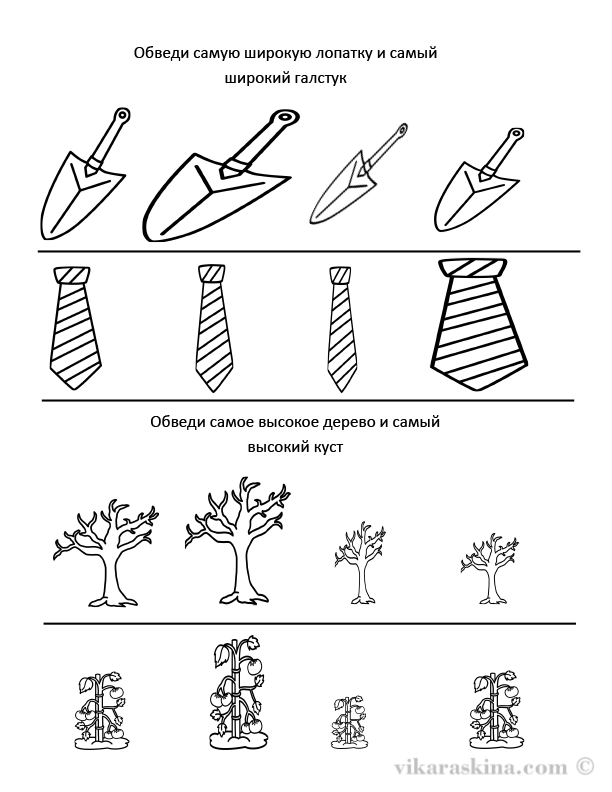 Обведи самую широкую лопатку и самый
широкий галстук
Обведи самое высокое дерево и самый
высокий куст
vikaraskina.com ©